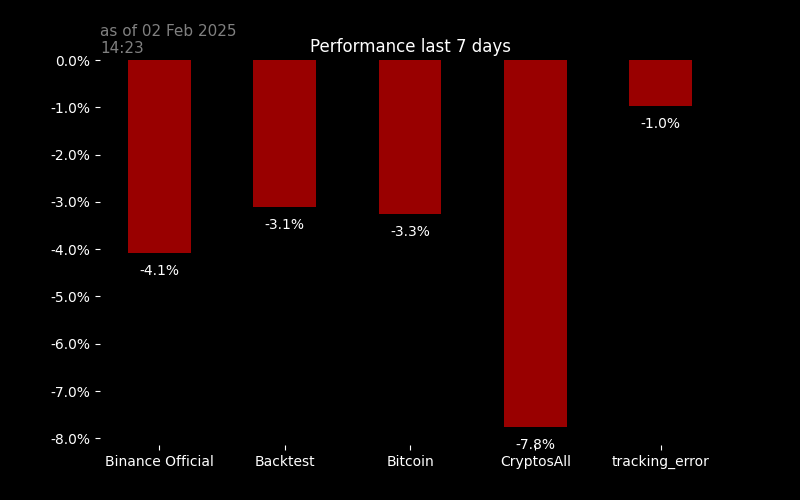 as of 02 Feb 2025
14:23
Performance last 7 days
0.0%
-1.0%
-2.0%
-3.0%
-4.0%
-5.0%
-6.0%
-7.0%
-8.0%
-4.1%
-3.1%
-3.3%
-7.8%
-1.0%
Binance Official
Backtest
Bitcoin
CryptosAll
tracking_error